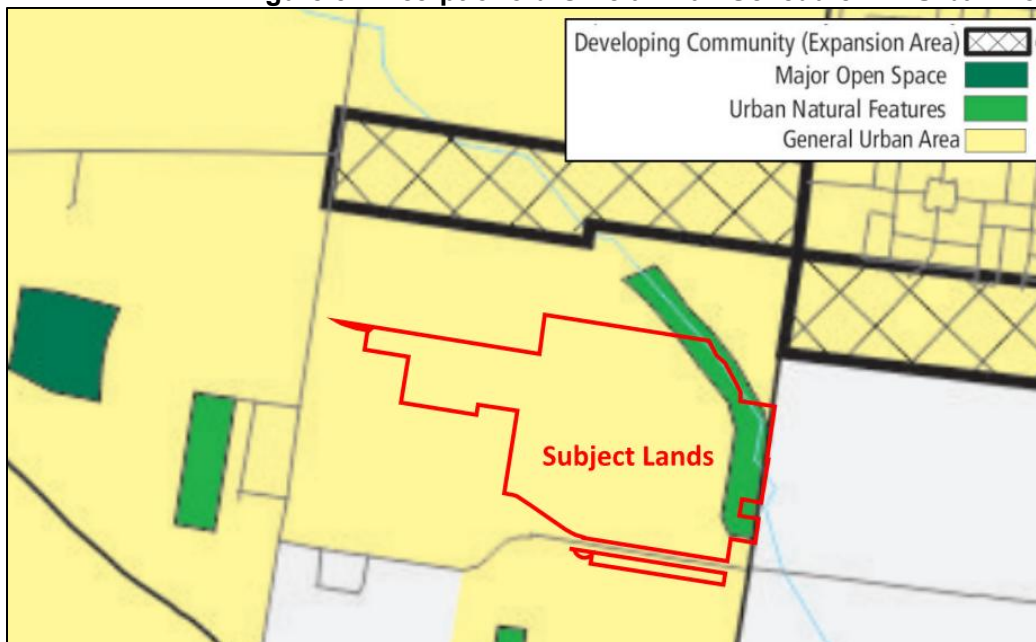 Developing Community (Expansion Area)
Major Open Space
Urban Natural Features
General Urban Area
Subject Lands